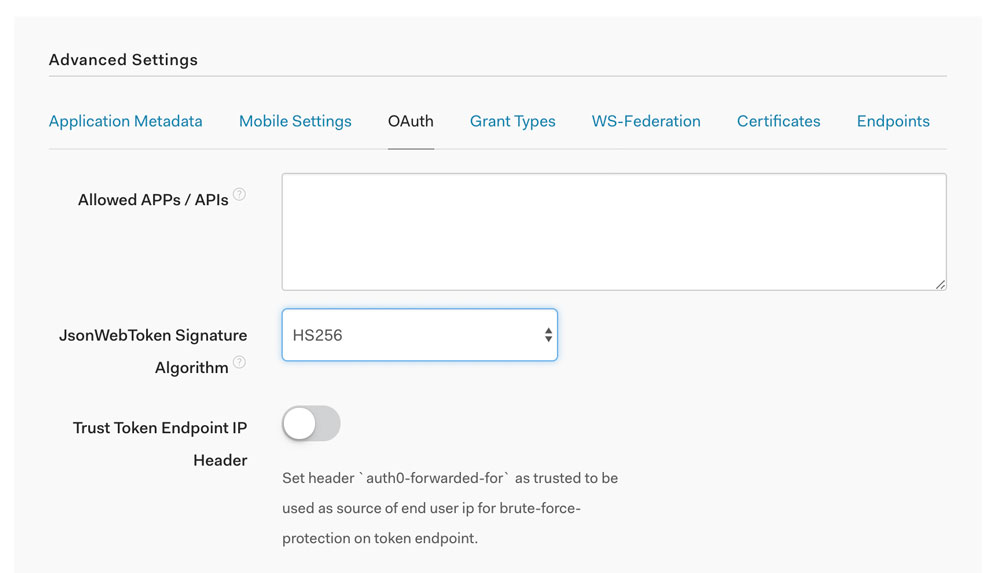 Advanced Settings
Application Metadata Mobile Settings OAuth Grant Types WS-Federation Certificates Endpoints
Allowed APPs / APIs ?
JsonWebToken Signature
Algorithm ?
HS256
Trust Token Endpoint IP
Header
Set header `auth0-forwarded-for` as trusted to be
used as source of end user ip for brute-force-
protection on token endpoint.